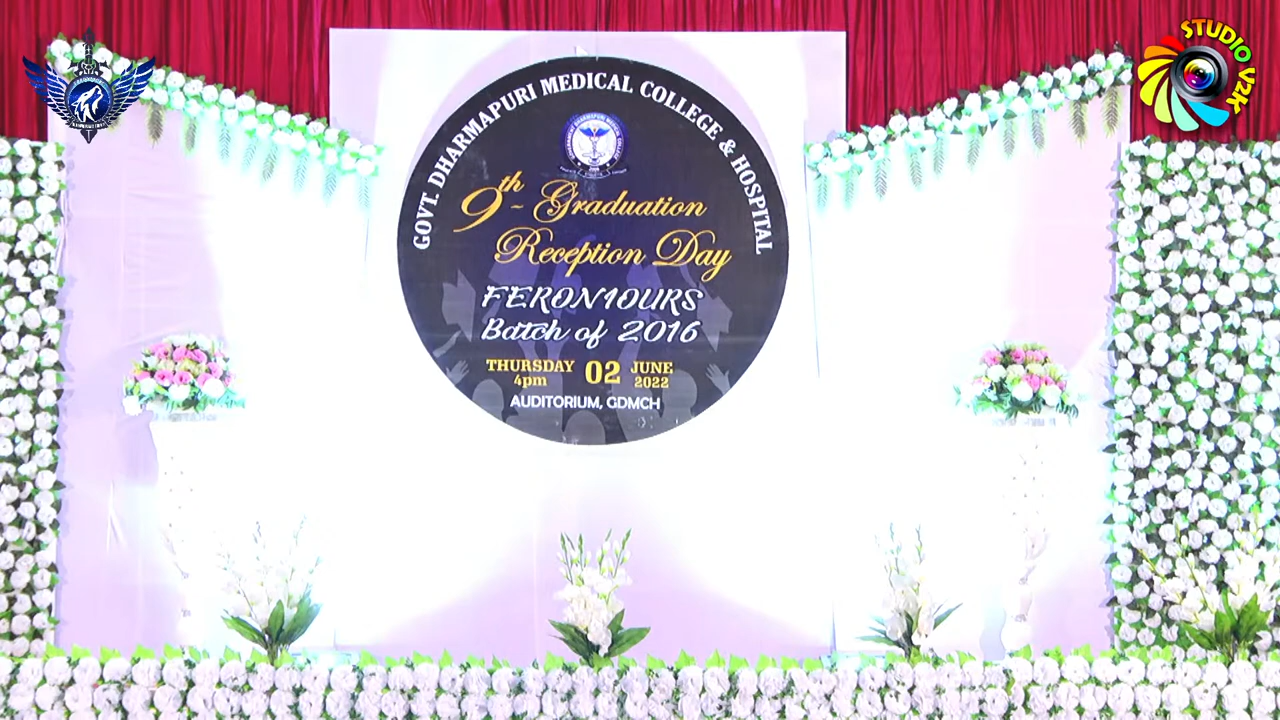 STUDIO V2K
GOVT. DHARMAPURI MEDICAL COLLEGE & HOSPITAL
9th - Graduation
Reception Day
FERON10URS
Batch of 2016
THURSDAY 02 JUNE
4pm 2022
AUDITORIUM, GDMCH